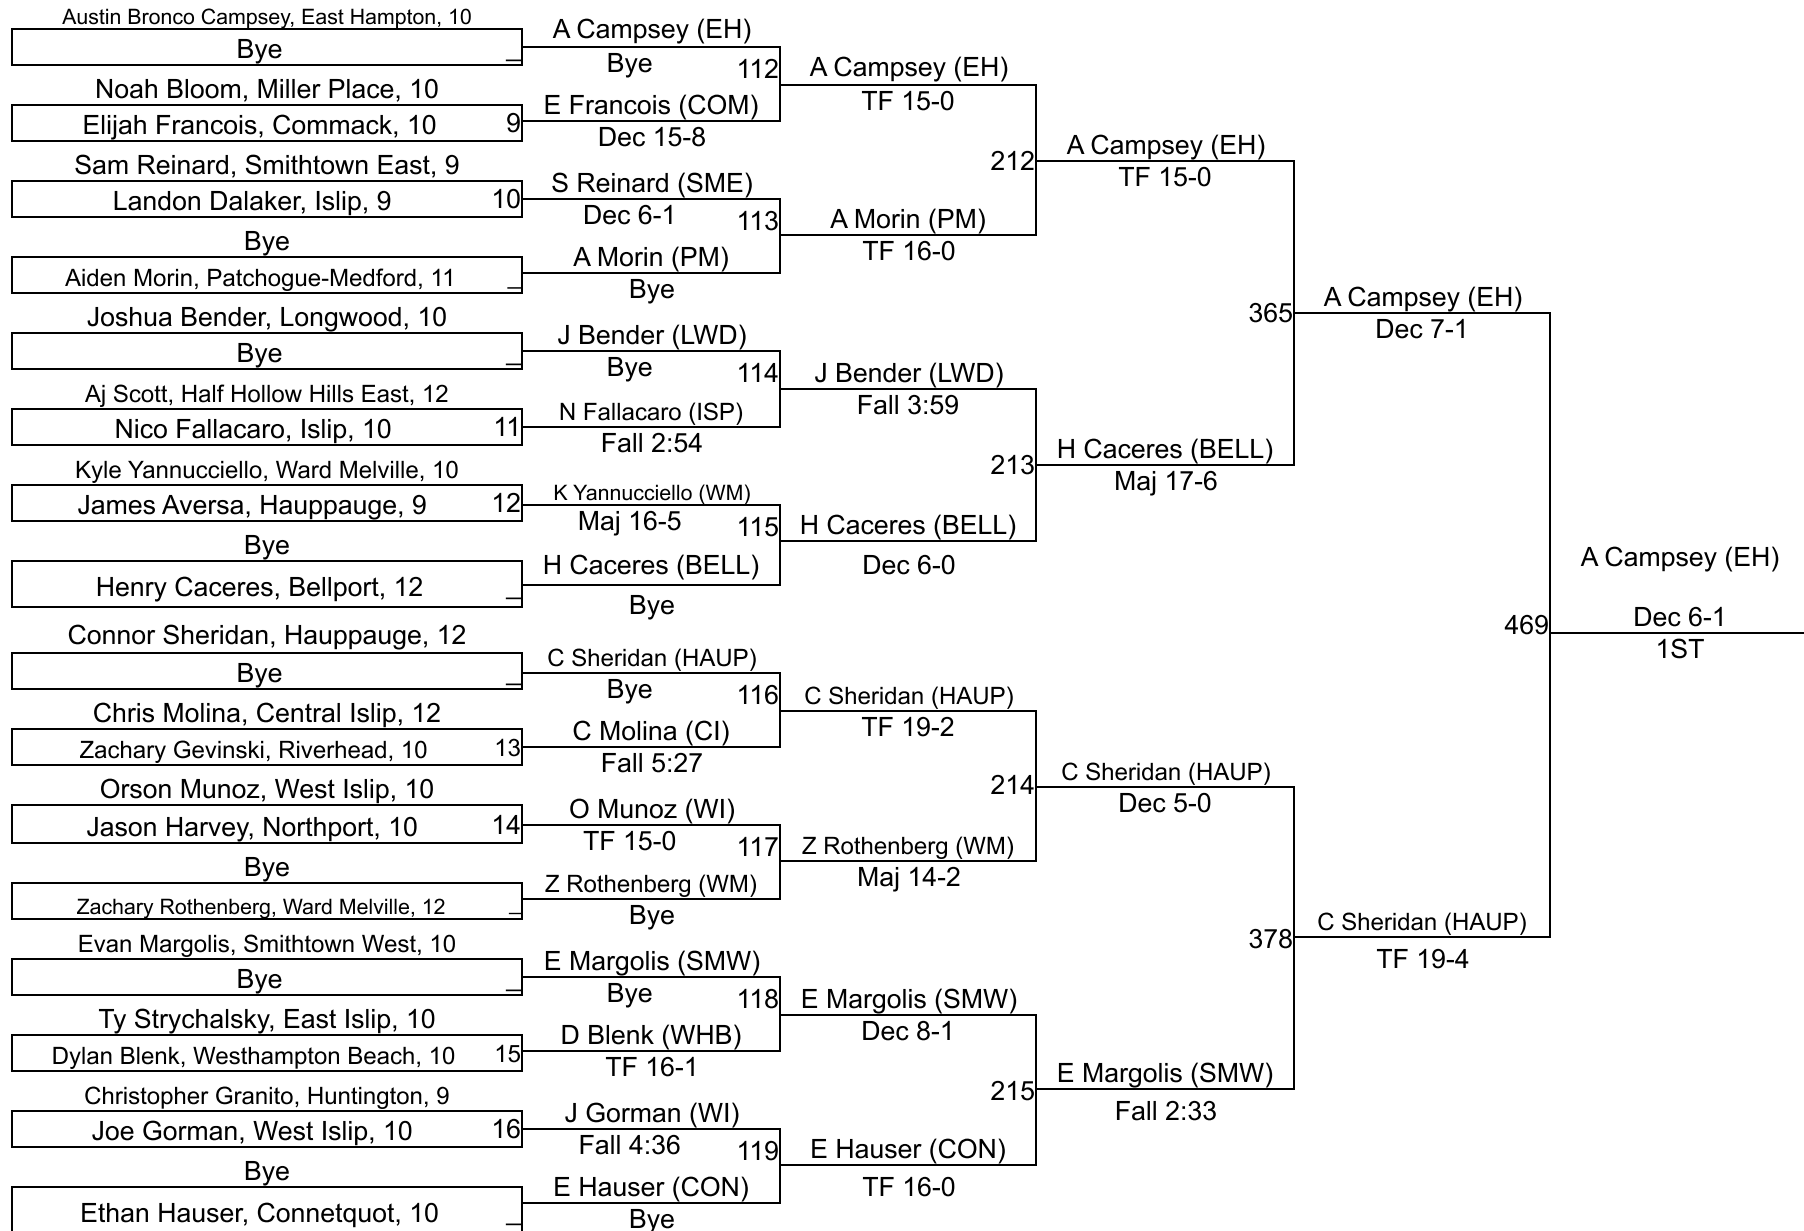 Austin Bronco Campsey, East Hampton, 10
Bye _
Noah Bloom, Miller Place, 10
Elijah Francois, Commack, 10 9
Sam Reinard, Smithtown East, 9
Landon Dalaker, Islip, 9 10
Bye
Aiden Morin, Patchogue-Medford, 11 _
Joshua Bender, Longwood, 10
Bye _
Aj Scott, Half Hollow Hills East, 12
Nico Fallacaro, Islip, 10 11
Kyle Yannucciello, Ward Melville, 10
James Aversa, Hauppauge, 9 12
Bye
Henry Caceres, Bellport, 12 _
Connor Sheridan, Hauppauge, 12
Bye _
Chris Molina, Central Islip, 12
Zachary Gevinski, Riverhead, 10 13
Orson Munoz, West Islip, 10
Jason Harvey, Northport, 10 14
Bye
Zachary Rothenberg, Ward Melville, 12 _
Evan Margolis, Smithtown West, 10
Bye _
Ty Strychalsky, East Islip, 10
Dylan Blenk, Westhampton Beach, 10 15
Christopher Granito, Huntington, 9
Joe Gorman, West Islip, 10 16
Bye
Ethan Hauser, Connetquot, 10 _
A Campsey (EH)
Bye
112
E Francois (COM)
Dec 15-8
S Reinard (SME)
Dec 6-1
113
A Morin (PM)
Bye
J Bender (LWD)
Bye
114
N Fallacaro (ISP)
Fall 2:54
K Yannucciello (WM)
Maj 16-5
115
H Caceres (BELL)
Bye
C Sheridan (HAUP)
Bye
116
C Molina (CI)
Fall 5:27
O Munoz (WI)
TF 15-0
117
Z Rothenberg (WM)
Bye
E Margolis (SMW)
Bye
118
D Blenk (WHB)
TF 16-1
J Gorman (WI)
Fall 4:36
119
E Hauser (CON)
Bye
A Campsey (EH)
TF 15-0
212
A Morin (PM)
TF 16-0
J Bender (LWD)
Fall 3:59
213
H Caceres (BELL)
Dec 6-0
C Sheridan (HAUP)
TF 19-2
214
Z Rothenberg (WM)
Maj 14-2
E Margolis (SMW)
Dec 8-1
215
E Hauser (CON)
TF 16-0
A Campsey (EH)
TF 15-0
365
H Caceres (BELL)
Maj 17-6
C Sheridan (HAUP)
Dec 5-0
378
E Margolis (SMW)
Fall 2:33
A Campsey (EH)
Dec 7-1
469
C Sheridan (HAUP)
TF 19-4
A Campsey (EH)
Dec 6-1
1ST